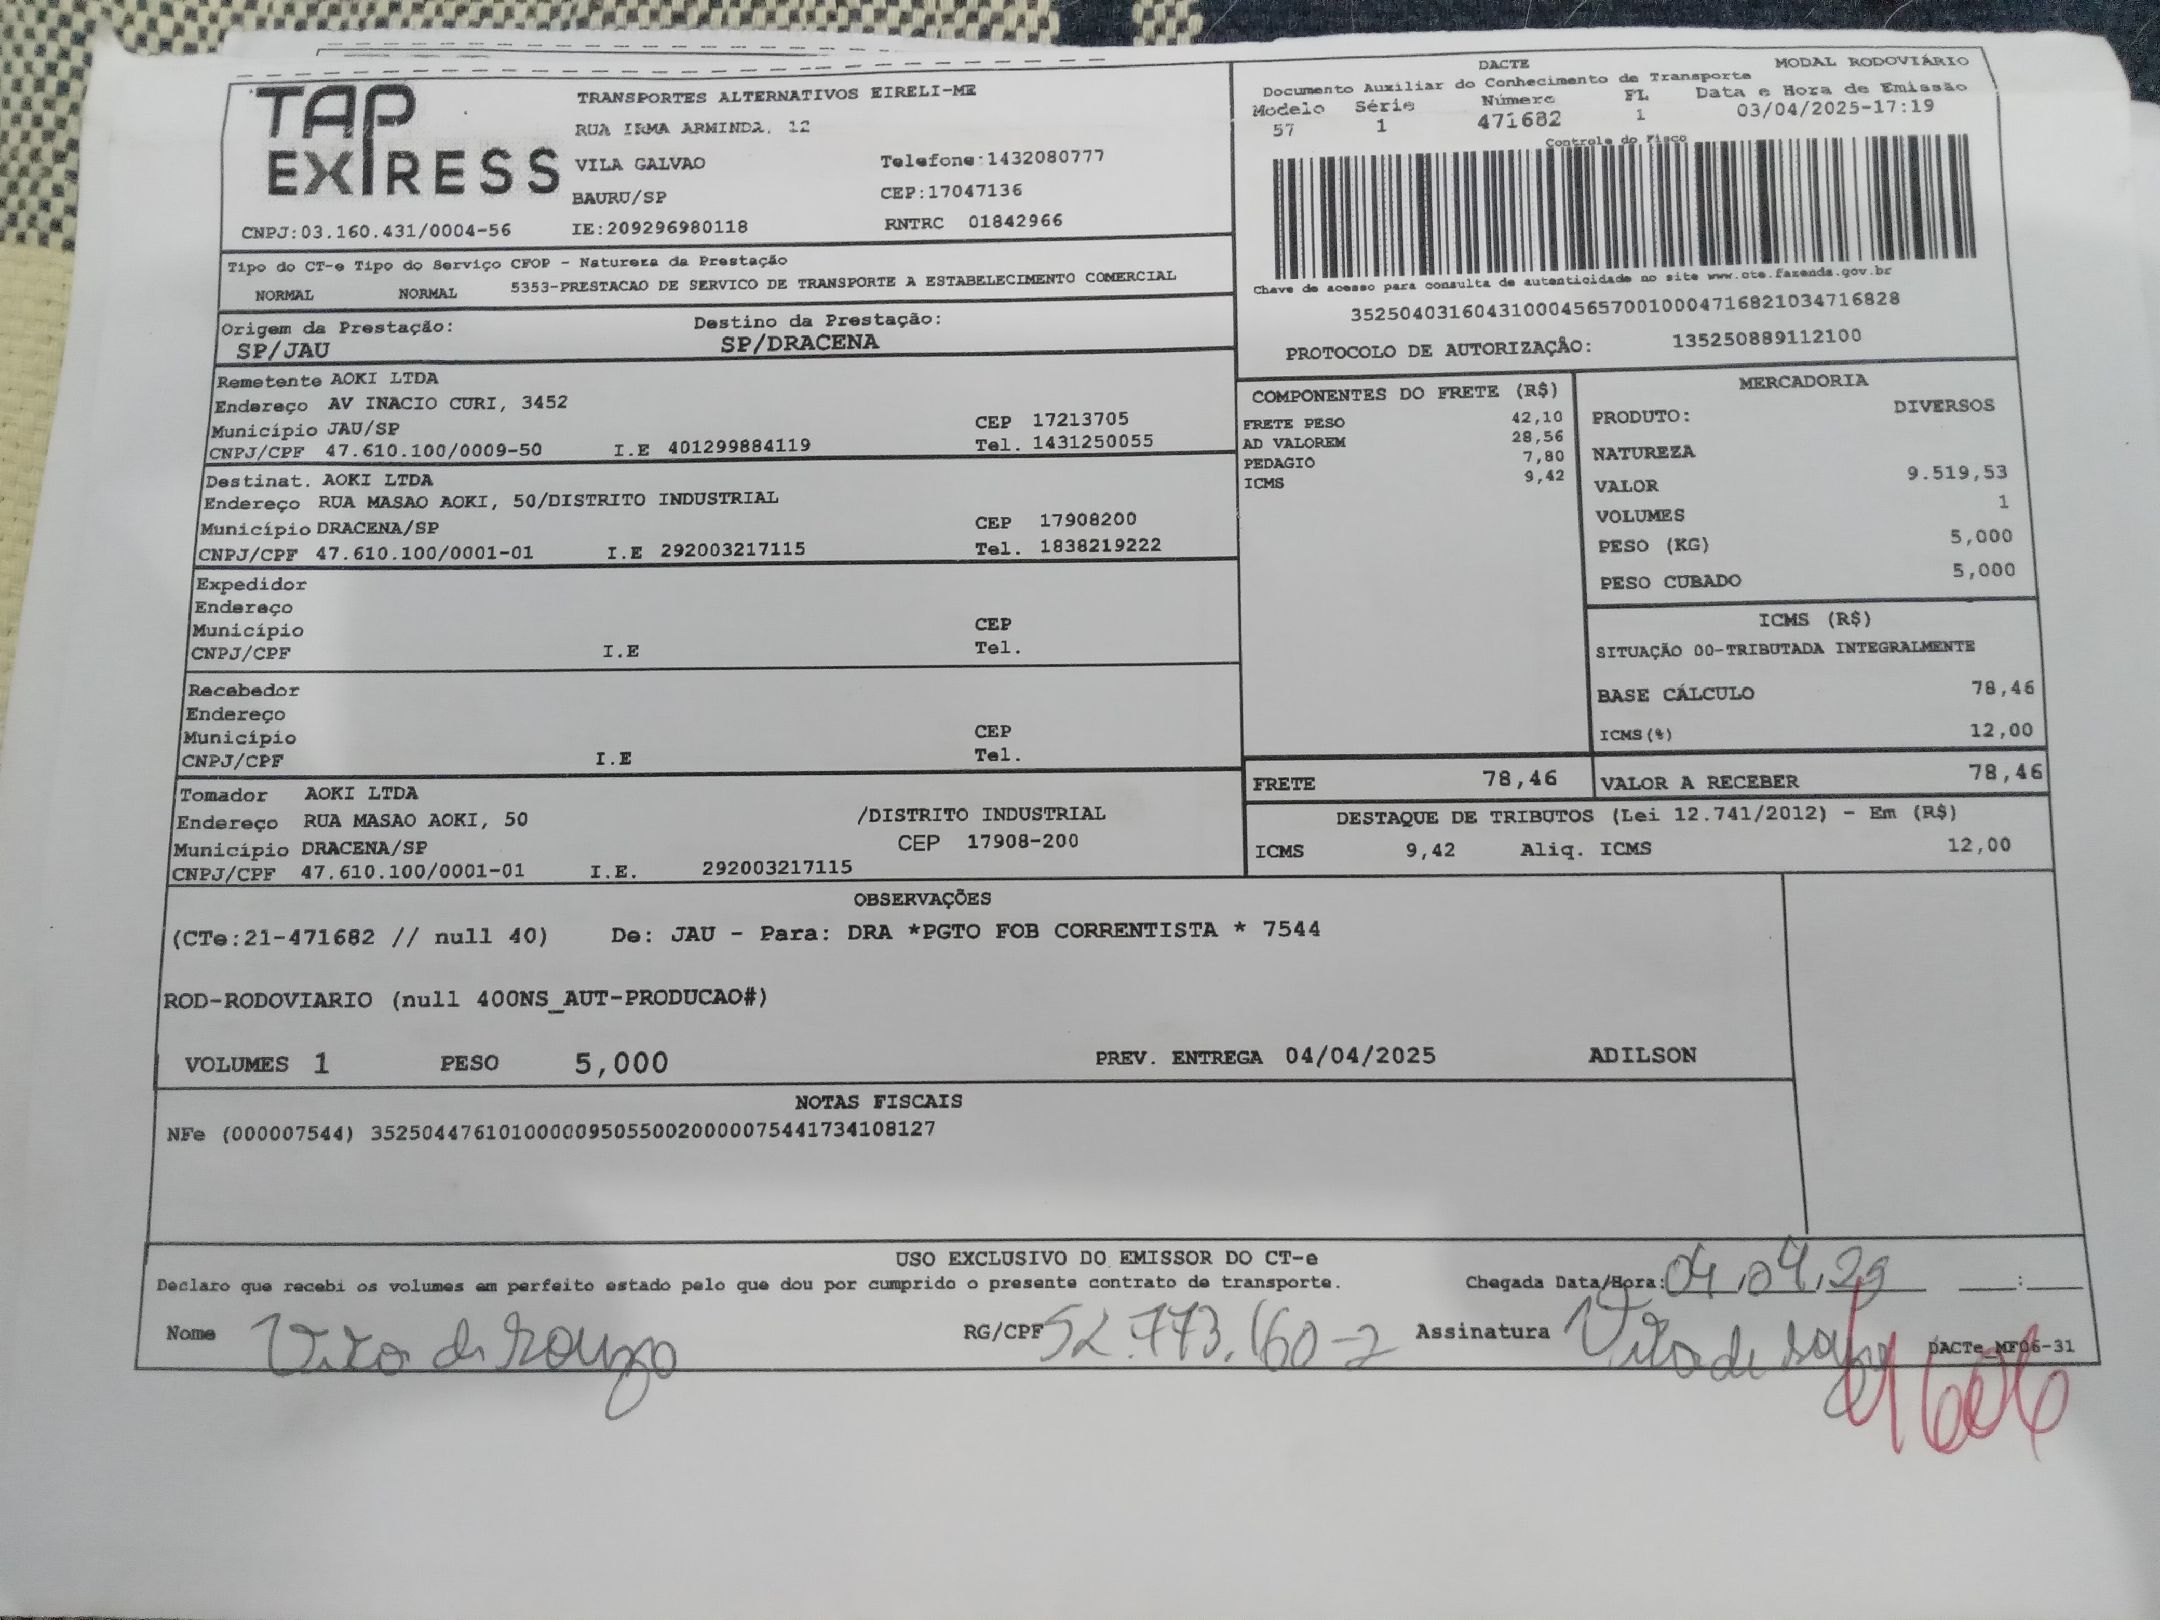 TAP EXPRESS
TRANSPORTES ALTERNATIVOS EIRELI-ME
RUA IRMA ARMINDA, 12
VILA GALVAO Telefone:1432080777
BAURU/SP CEP:17047136
CNPJ:03.160.431/0004-56 IE:209296980118 RNTRC 01842966
DACTE MODAL RODOVIÁRIO
Documento Auxiliar do Conhecimento de Transporte
Modelo Série Número FL Data e Hora de Emissão
57 1 471682 1 03/04/2025-17:19
Controle do Fisco
Chave de acesso para consulta de autenticidade no site www.cte.fazenda.gov.br
35250403160431000456570010004716821034716828
PROTOCOLO DE AUTORIZAÇÃO: 135250889112100
Tipo do CT-e Tipo do Serviço CFOP - Natureza da Prestação
NORMAL NORMAL 5353-PRESTACAO DE SERVICO DE TRANSPORTE A ESTABELECIMENTO COMERCIAL
Origem da Prestação: Destino da Prestação:
SP/JAU SP/DRACENA
Remetente AOKI LTDA
Endereço AV INACIO CURI, 3452
Município JAU/SP CEP 17213705
CNPJ/CPF 47.610.100/0009-50 I.E 401299884119 Tel. 1431250055
Destinat. AOKI LTDA
Endereço RUA MASAO AOKI, 50/DISTRITO INDUSTRIAL
Município DRACENA/SP CEP 17908200
CNPJ/CPF 47.610.100/0001-01 I.E 292003217115 Tel. 1838219222
Expedidor
Endereço
Município CEP
CNPJ/CPF I.E Tel.
Recebedor
Endereço
Município CEP
CNPJ/CPF I.E Tel.
Tomador AOKI LTDA
Endereço RUA MASAO AOKI, 50 /DISTRITO INDUSTRIAL
Município DRACENA/SP CEP 17908-200
CNPJ/CPF 47.610.100/0001-01 I.E. 292003217115
COMPONENTES DO FRETE (R$)
FRETE PESO 42,10
AD VALOREM 28,56
PEDAGIO 7,80
ICMS 9,42
MERCADORIA
PRODUTO: DIVERSOS
NATUREZA
VALOR 9.519,53
VOLUMES 1
PESO (KG) 5,000
PESO CUBADO 5,000
ICMS (R$)
SITUAÇÃO 00-TRIBUTADA INTEGRALMENTE
BASE CÁLCULO 78,46
ICMS(%) 12,00
FRETE 78,46 VALOR A RECEBER 78,46
DESTAQUE DE TRIBUTOS (Lei 12.741/2012) - Em (R$)
ICMS 9,42 Aliq. ICMS 12,00
OBSERVAÇÕES
(CTe:21-471682 // null 40) De: JAU - Para: DRA *PGTO FOB CORRENTISTA * 7544
ROD-RODOVIARIO (null 400NS_AUT-PRODUCAO#)
VOLUMES 1 PESO 5,000 PREV. ENTREGA 04/04/2025 ADILSON
NOTAS FISCAIS
NFe (000007544) 35250447610100000950550020000075441734108127
USO EXCLUSIVO DO EMISSOR DO CT-e
Declaro que recebi os volumes em perfeito estado pelo que dou por cumprido o presente contrato de transporte. Chegada Data/Hora: 04.04. __:__
Nome RG/CPF 52.773.160-2 Assinatura DACTe_MF06-31